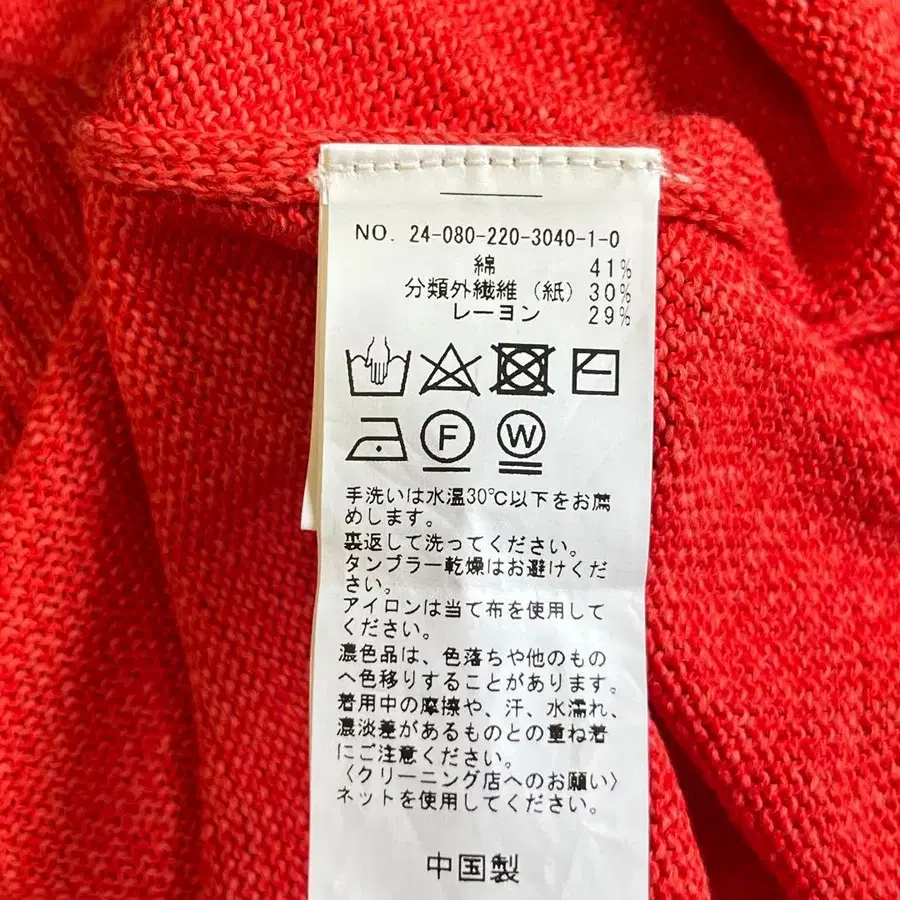 NO. 24-080-220-3040-1-0
綿 41%
分類外繊維（紙）30%
レーヨン 29%
F W
手洗いは水温30℃以下をお薦
めします。
裏返して洗ってください。
タンブラー乾燥はお避けくだ
さい。
アイロンは当て布を使用して
ください。
濃色品は、色落ちや他のもの
へ色移りすることがあります。
着用中の摩擦や、汗、水濡れ、
濃淡差があるものとの重ね着
にご注意ください。
〈クリーニング店へのお願い〉
ネットを使用してください。
中国製